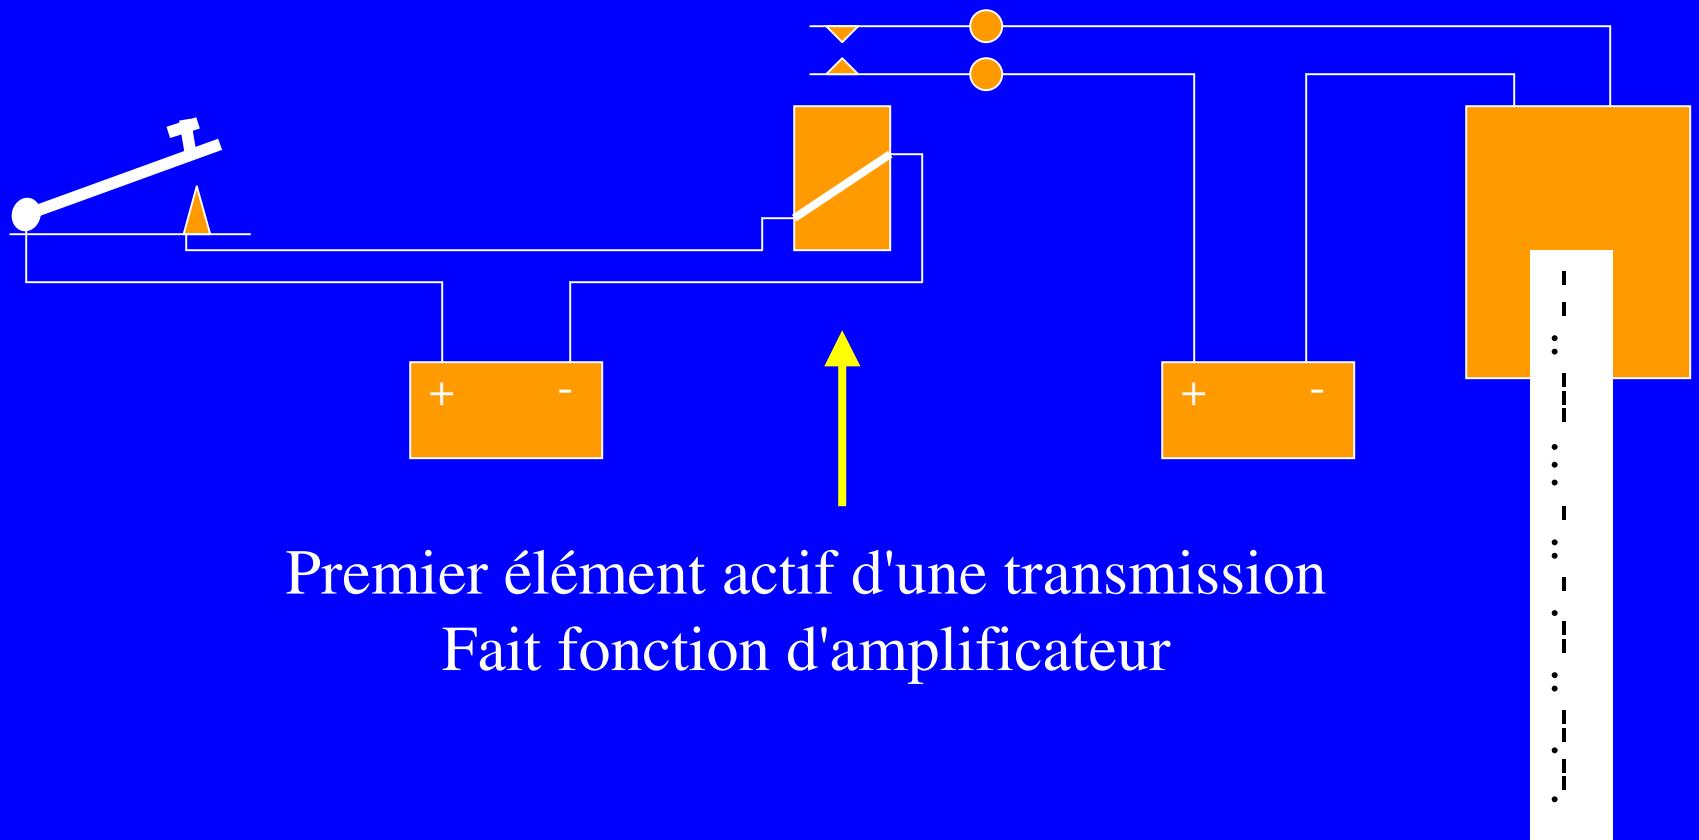 + -
+ -
Premier élément actif d'une transmission
Fait fonction d'amplificateur